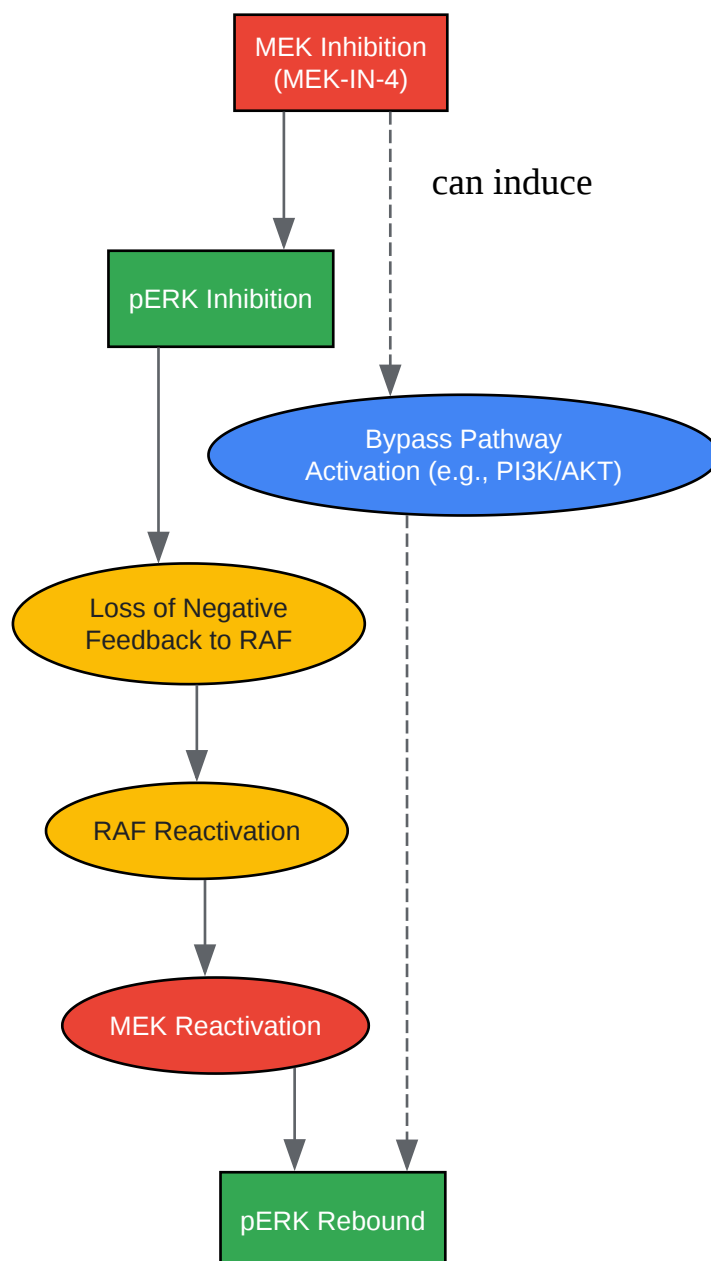 MEK Inhibition
(MEK-IN-4)
can induce
pERK Inhibition
Bypass Pathway
Activation (e.g., PI3K/AKT)
Loss of Negative
Feedback to RAF
RAF Reactivation
MEK Reactivation
pERK Rebound